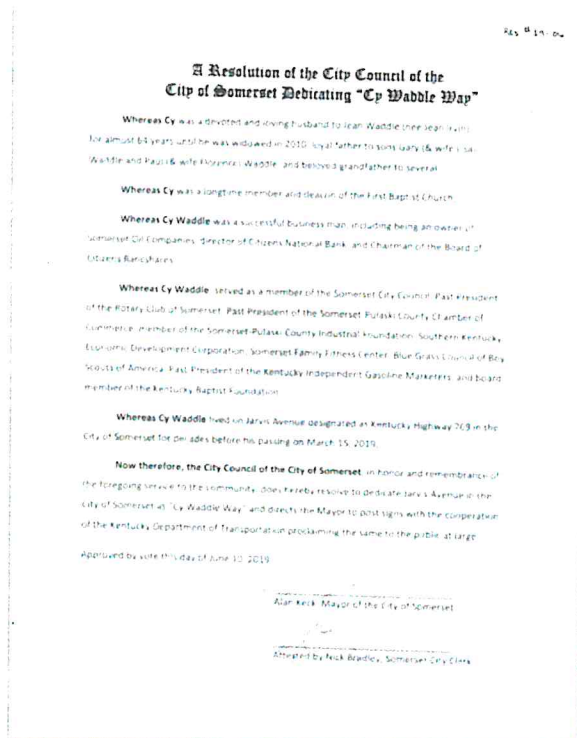 Res # 19-06
A Resolution of the City Council of the
City of Somerset Dedicating "Cy Waddle Way"
Whereas Cy was a devoted and loving husband to Jean Waddle (nee Jean
for almost 64 years until he was widowed in 2010, loyal father to sons Gary (& wife
Waddle and Paul (& wife Florence) Waddle, and beloved grandfather to several.
Whereas Cy was a longtime member and deacon of the First Baptist Church.
Whereas Cy Waddle was a successful business man, including being an owner of
Somerset Oil Companies, director of Citizens National Bank, and Chairman of the Board of
Citizens Bancshares.
Whereas Cy Waddle, served as a member of the Somerset City Council, Past President
of the Rotary Club of Somerset, Past President of the Somerset Pulaski County Chamber of
Commerce, member of the Somerset-Pulaski County Industrial Foundation, Southern Kentucky
Economic Development Corporation, Somerset Family Fitness Center, Blue Grass Council of Boy
Scouts of America, Past President of the Kentucky Independent Gasoline Marketers, and board
member of the Kentucky Baptist Foundation.
Whereas Cy Waddle lived on Jarvis Avenue designated as Kentucky Highway 769 in the
City of Somerset for decades before his passing on March 15, 2019.
Now therefore, the City Council of the City of Somerset, in honor and remembrance of
the foregoing service to the community, does hereby resolve to dedicate Jarvis Avenue in the
City of Somerset as "Cy Waddle Way" and directs the Mayor to post signs with the cooperation
of the Kentucky Department of Transportation proclaiming the same to the public at large.
Approved by vote this day of June 10, 2019
Alan Keck, Mayor of the City of Somerset
Attested by Nick Bradley, Somerset City Clerk